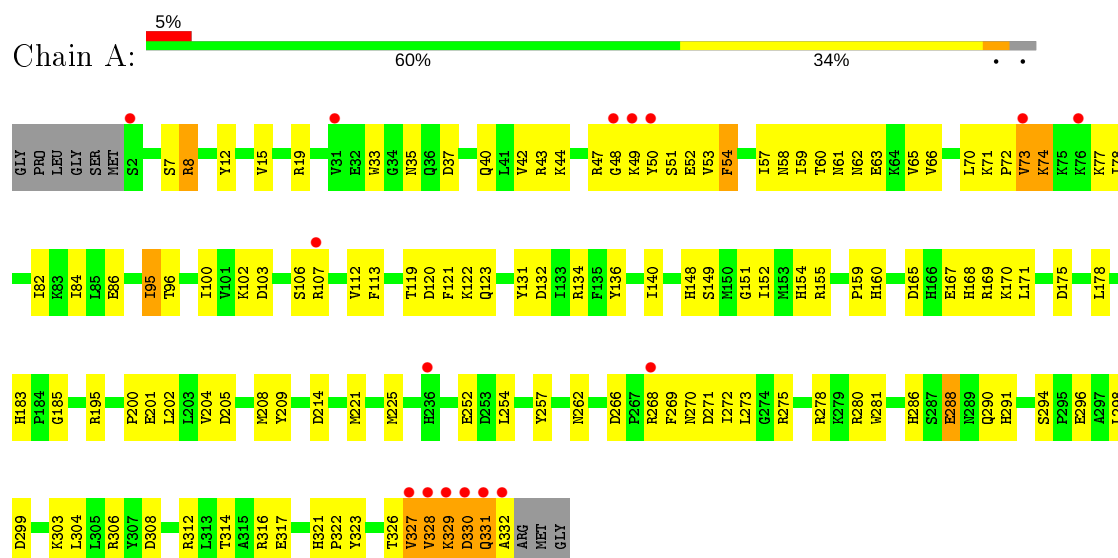 5%
Chain A:
60% 34% • •
GLY PRO LEU GLY SER MET S2 S7 R8 Y12 V15 R19 V31 E32 W33 G34 N35 Q36 D37 Q40 L41 V42 R43 K44 R47 G48 K49 Y50 S51 E52 V53 F54 I57 N58 I59 T60 N61 N62 E63 K64 V65 V66 L70 K71 P72 V73 K74 K75 K76 K77 I78
I82 K83 I84 L85 E86 I95 T96 I100 V101 K102 D103 S106 R107 V112 F113 T119 D120 F121 K122 Q123 Y131 D132 I133 R134 F135 Y136 I140 H148 S149 M150 G151 I152 M153 H154 R155 P159 H160 D165 H166 E167 H168 R169 K170 L171 D175 L178
H183 P184 G185 R195 P200 E201 L202 L203 V204 D205 M208 Y209 D214 M221 M225 H236 E252 D253 L254 Y257 N262 D266 P267 R268 F269 N270 D271 I272 L273 G274 R275 R278 K279 R280 W281 H286 S287 E288 N289 Q290 H291 S294 P295 E296 A297 L298
D299 K303 L304 L305 R306 Y307 D308 R312 L313 T314 A315 R316 E317 H321 P322 Y323 T326 V327 V328 K329 D330 Q331 A332 ARG MET GLY